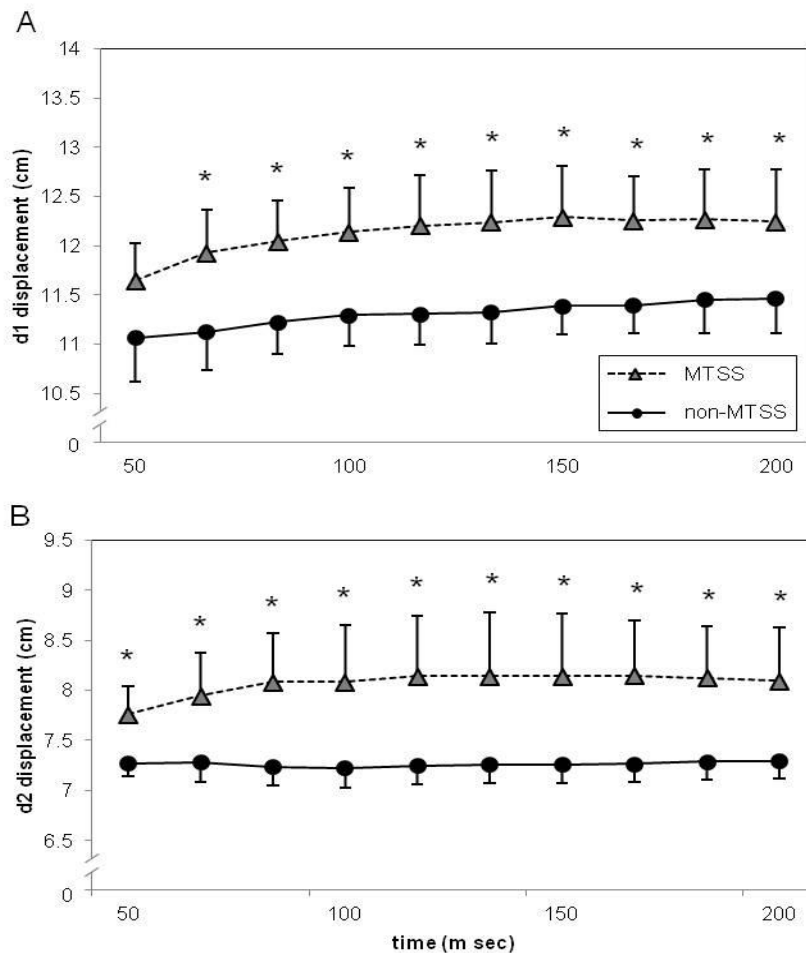 A
14
13.5
13
12.5
12
11.5
11
10.5
0
d1 displacement (cm)
* * * * * * * * *
MTSS
non-MTSS
50 100 150 200
B
9.5
9
8.5
8
7.5
7
6.5
0
d2 displacement (cm)
* * * * * * * * * *
50 100 150 200
time (m sec)